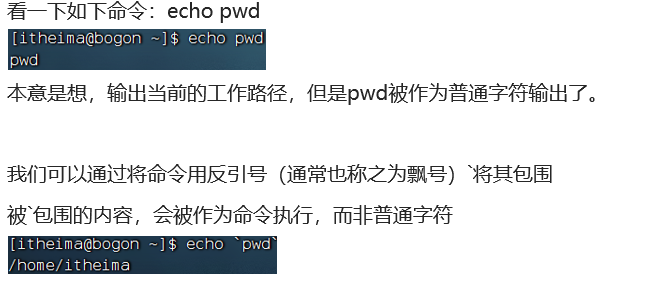 看一下如下命令：echo pwd
[itheima@bogon ~]$ echo pwd
pwd
本意是想，输出当前的工作路径，但是pwd被作为普通字符输出了。
我们可以通过将命令用反引号（通常也称之为飘号）`将其包围
被`包围的内容，会被作为命令执行，而非普通字符
[itheima@bogon ~]$ echo `pwd`
/home/itheima